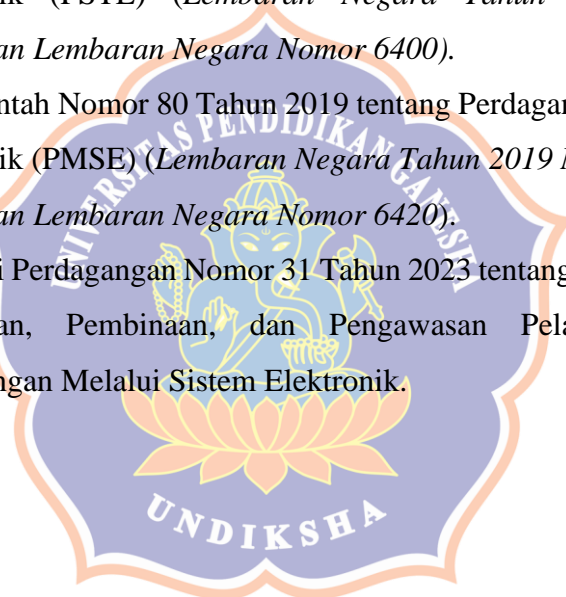 ik (PSTE) (Lembaran Negara Tahun
an Lembaran Negara Nomor 6400).
ntah Nomor 80 Tahun 2019 tentang Perdagan
ik (PMSE) (Lembaran Negara Tahun 2019 N
an Lembaran Negara Nomor 6420).
i Perdagangan Nomor 31 Tahun 2023 tentang
an, Pembinaan, dan Pengawasan Pela
ngan Melalui Sistem Elektronik.
UNIVERSITAS PENDIDIKAN GANESHA
UNDIKSHA